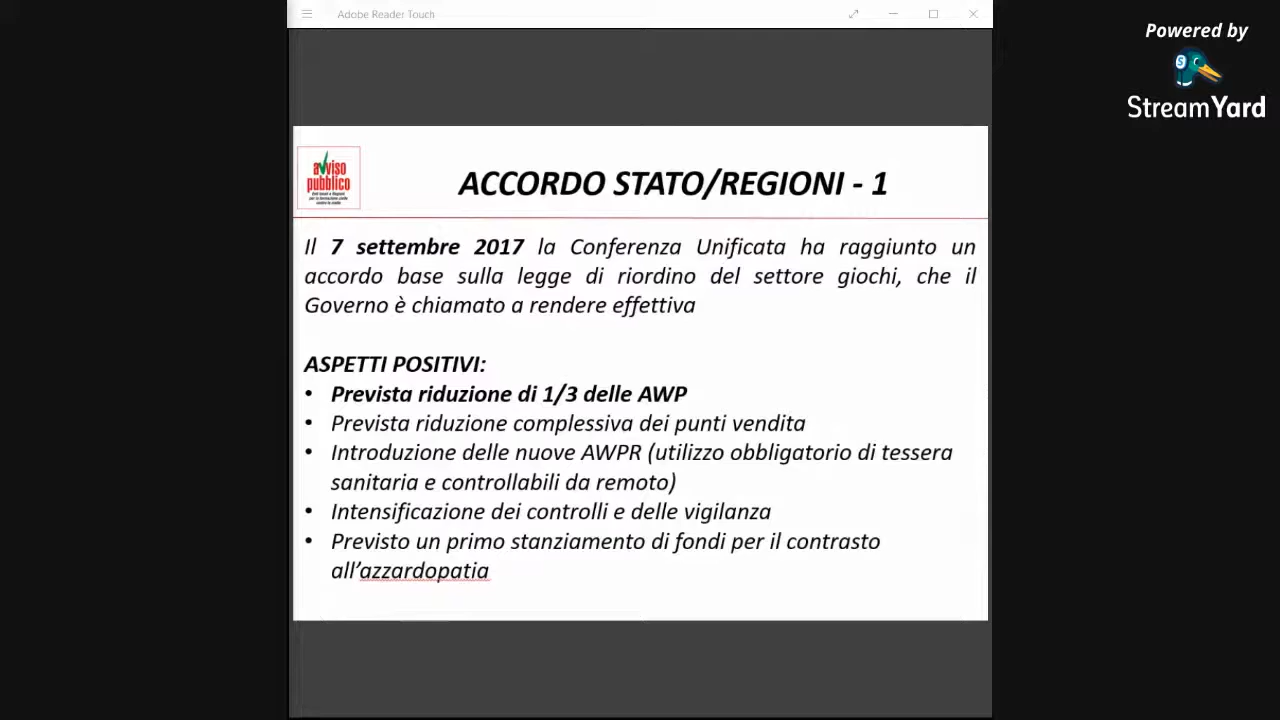 Adobe Reader Touch
Powered by
StreamYard
avviso
pubblico
ACCORDO STATO/REGIONI - 1
Il 7 settembre 2017 la Conferenza Unificata ha raggiunto un
accordo base sulla legge di riordino del settore giochi, che il
Governo è chiamato a rendere effettiva
ASPETTI POSITIVI:
• Prevista riduzione di 1/3 delle AWP
• Prevista riduzione complessiva dei punti vendita
• Introduzione delle nuove AWPR (utilizzo obbligatorio di tessera
sanitaria e controllabili da remoto)
• Intensificazione dei controlli e delle vigilanza
• Previsto un primo stanziamento di fondi per il contrasto
all'azzardopatia